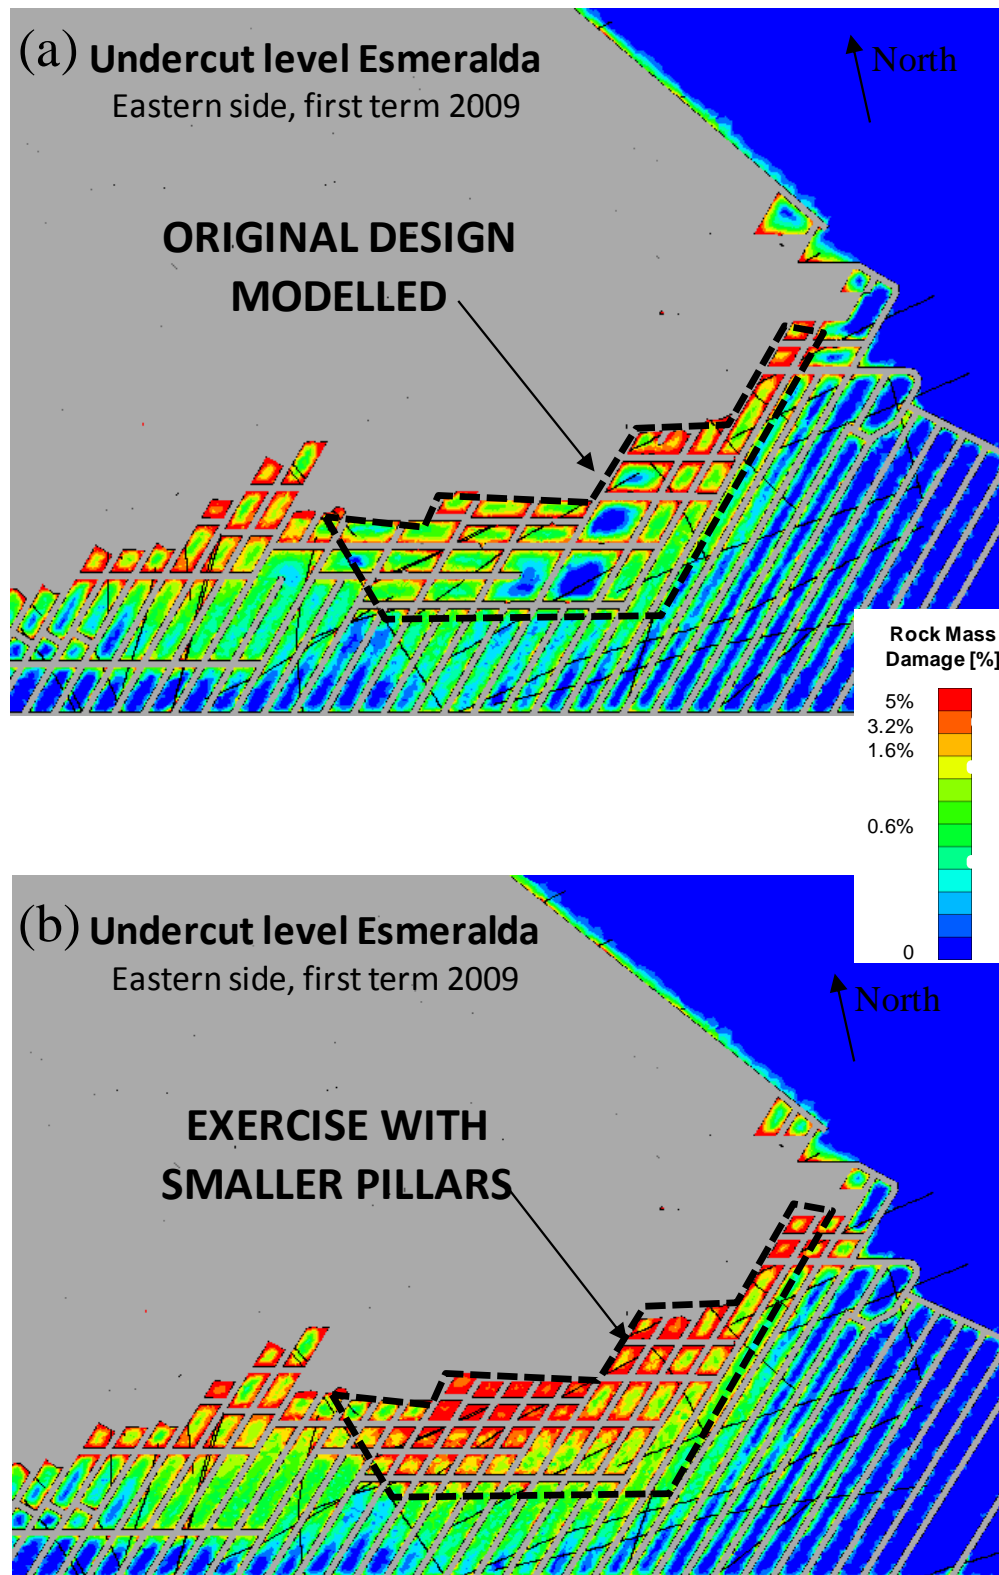 (a) Undercut level Esmeralda
Eastern side, first term 2009
North
ORIGINAL DESIGN
MODELLED
Rock Mass
Damage [%]
5%
3.2%
1.6%
0.6%
0
(b) Undercut level Esmeralda
Eastern side, first term 2009
North
EXERCISE WITH
SMALLER PILLARS